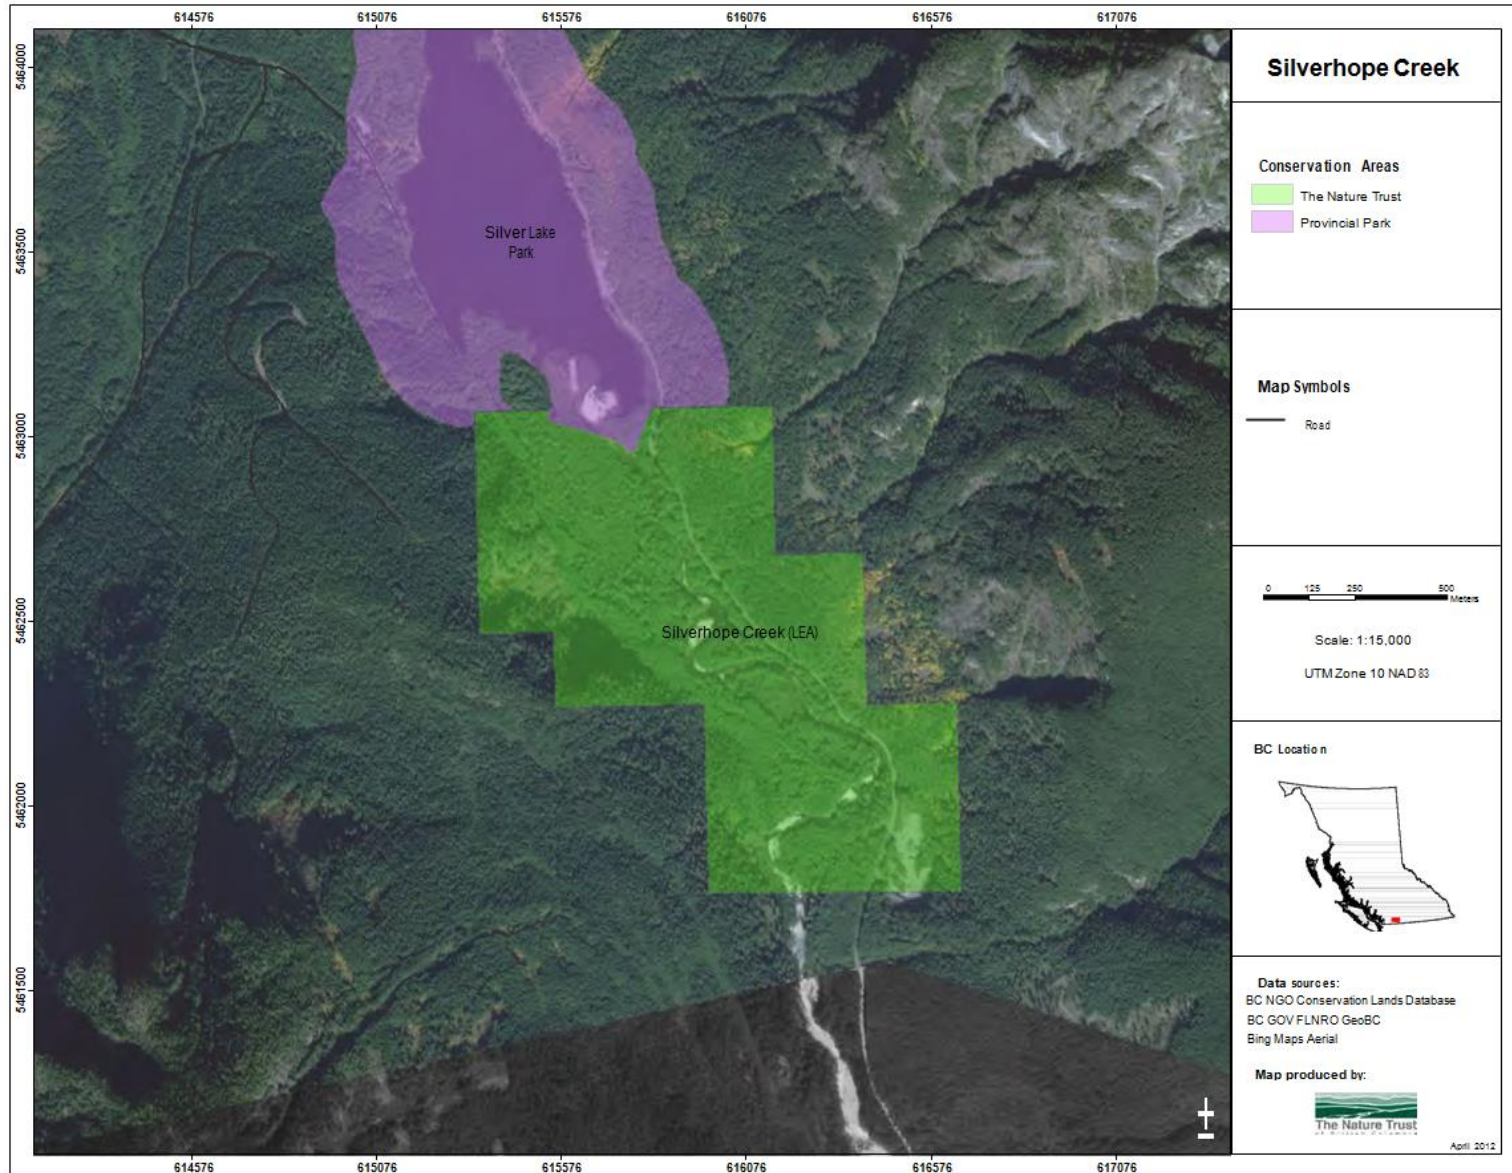 614576
615076
615576
616076
616576
617076
5464000
5463500
5463000
5462500
5462000
5461500
Silver Lake
Park
Silverhope Creek (LEA)
614576
615076
615576
616076
616576
617076
Silverhope Creek
Conservation Areas
The Nature Trust
Provincial Park
Map Symbols
Road
0 125 250 500
Meters
Scale: 1:15,000
UTM Zone 10 NAD 83
BC Location
Data sources:
BC NGO Conservation Lands Database
BC GOV FLNRO GeoBC
Bing Maps Aerial
Map produced by:
The Nature Trust
of British Columbia
April 2012